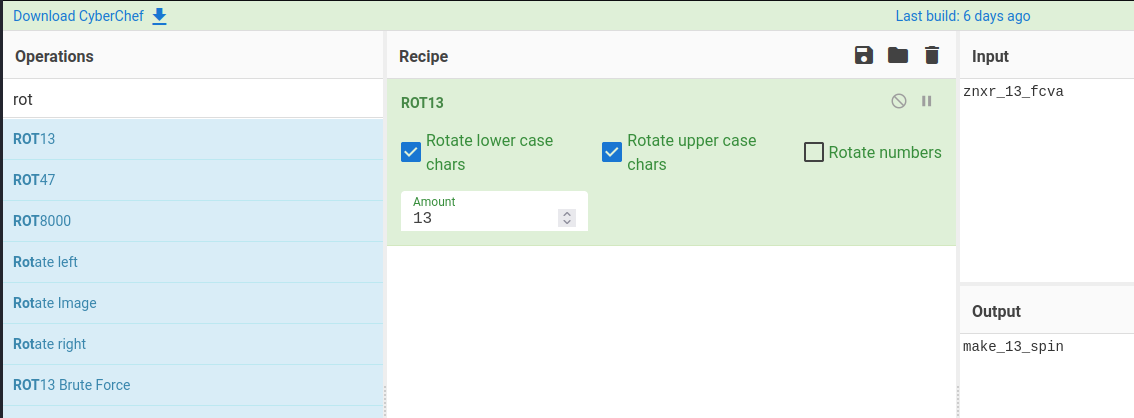 Download CyberChef
Last build: 6 days ago
Operations
rot
ROT13
ROT47
ROT8000
Rotate left
Rotate Image
Rotate right
ROT13 Brute Force
Recipe
ROT13
Rotate lower case
chars
Rotate upper case
chars
Rotate numbers
Amount
13
Input
znxr_13_fcva
Output
make_13_spin